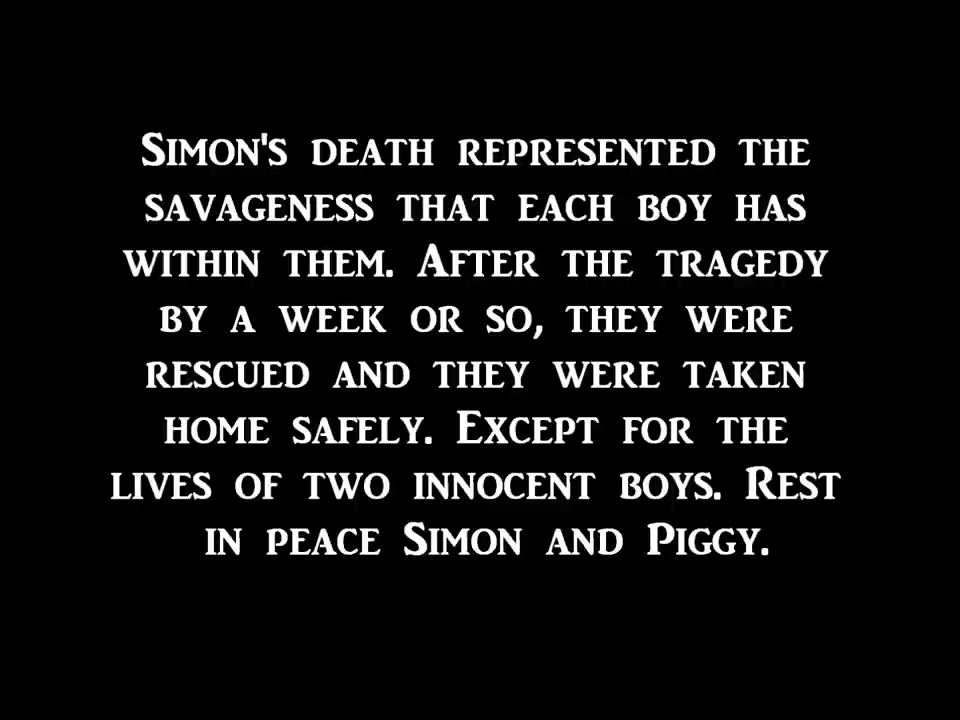 Simon's death represented the
savageness that each boy has
within them. After the tragedy
by a week or so, they were
rescued and they were taken
home safely. Except for the
lives of two innocent boys. Rest
in peace Simon and Piggy.